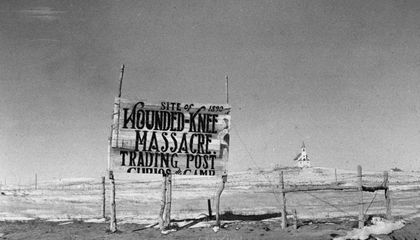 SITE OF 1890
WOUNDED-KNEE
MASSACRE.
TRADING POST
CURIOS CAMP